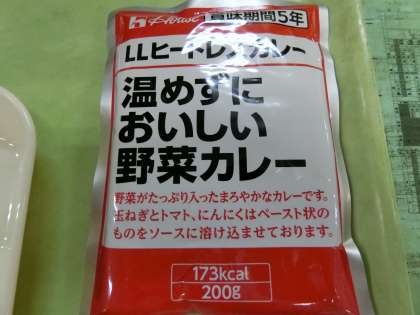 House 賞味期間5年
LLヒートレスカレー
温めずに
おいしい
野菜カレー
野菜がたっぷり入ったまろやかなカレーです。
玉ねぎとトマト、にんにくはペースト状の
ものをソースに溶け込ませております。
173kcal
200g